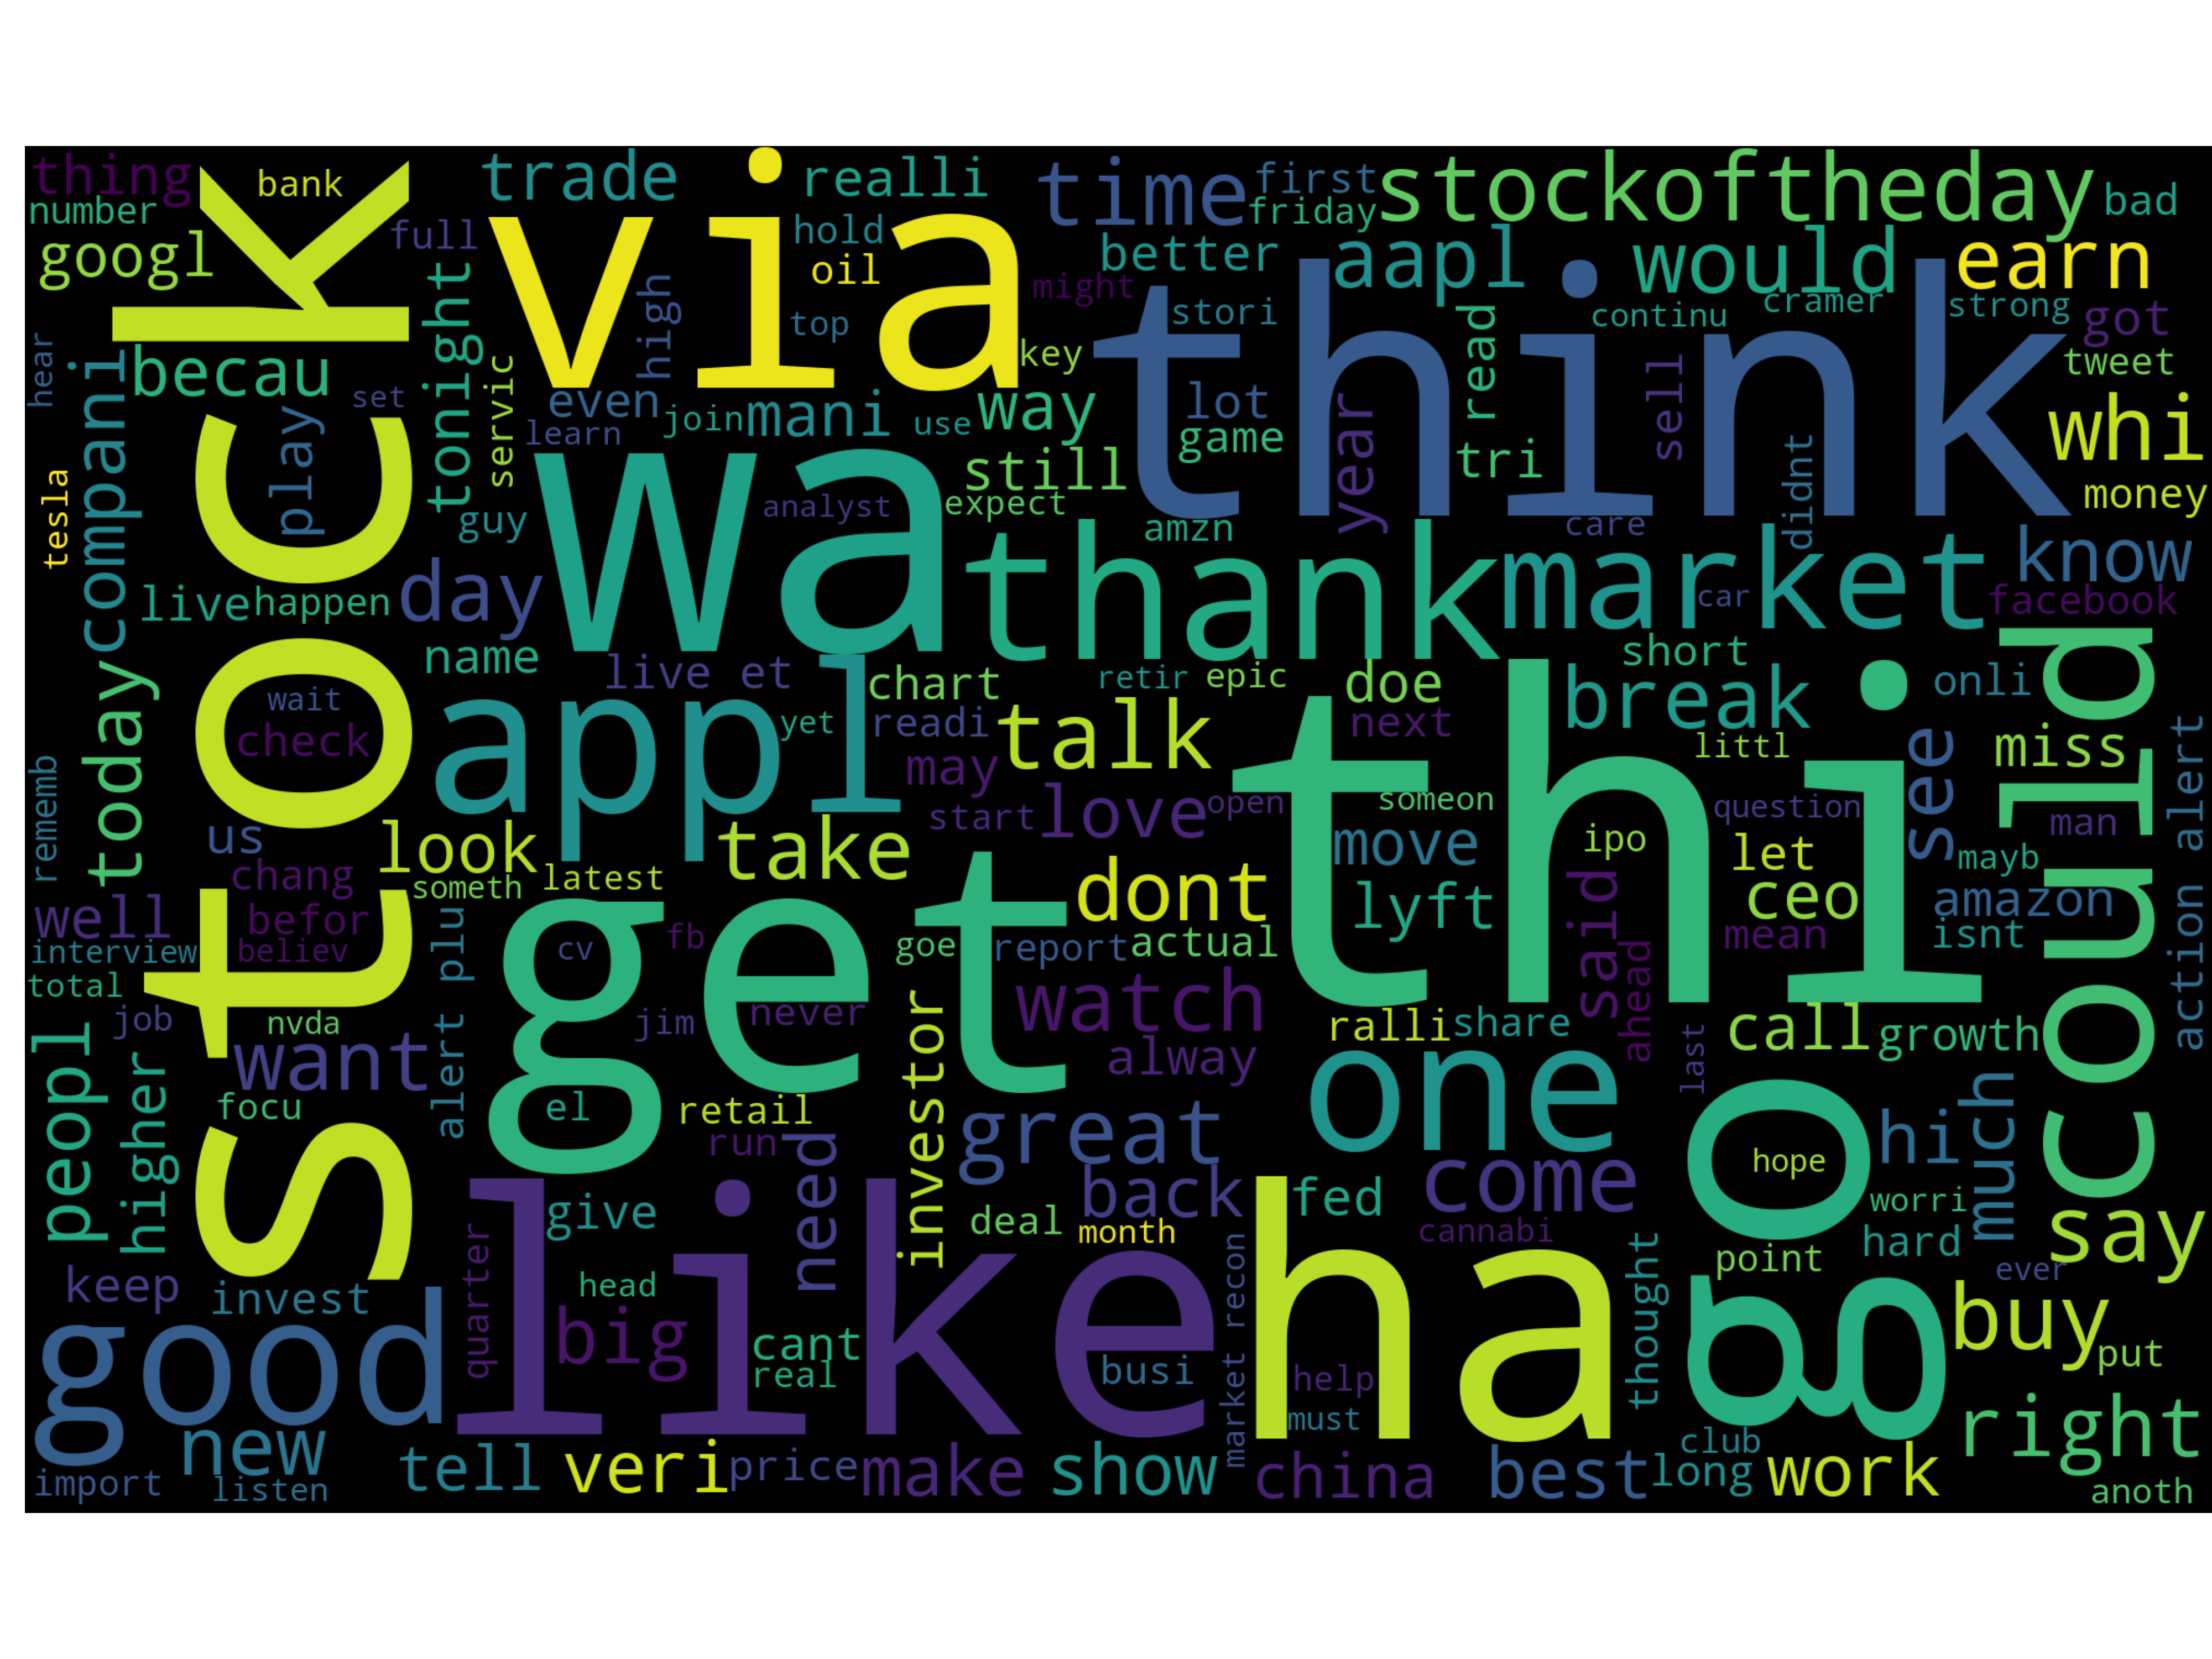 thing
bank
number
googl
stock
full
trade
via
realli
hold
oil
top
high
time
first
friday
stockoftheday
bad
better
aapl
would
earn
might
think
stori
continu
cramer
strong
got
tweet
hear
compani
becau
set
play
tonight
servic
even
join
learn
mani
use
way
key
lot
game
year
read
tri
sell
didnt
whi
money
tesla
guy
wa
analyst
still
expect
amzn
care
thank
market
car
know
facebook
live
happen
day
name
live et
chart
retir
epic
doe
short
break
onli
could
today
wait
check
appl
yet
readi
talk
next
thi
littl
see
miss
may
start
love
open
someon
question
man
action alert
rememb
us
look
take
move
ipo
let
mayb
chang
someth
latest
get
dont
lyft
said
ceo
amazon
well
befor
believ
interview
total
alert plu
cv
fb
goe
report
actual
mean
isnt
ahead
job
nvda
jim
never
investor
watch
ralli
share
call
growth
peopl
higher
want
alway
one
last
focu
el
retail
run
need
great
go
hope
hi
much
come
back
fed
worri
say
give
deal
month
cannabi
point
hard
ever
keep
invest
quarter
like
head
market recon
ha
thought
buy
put
good
big
cant
real
busi
help
must
right
new
import
listen
tell
veri
price
make
show
china
best
club
long
work
anoth